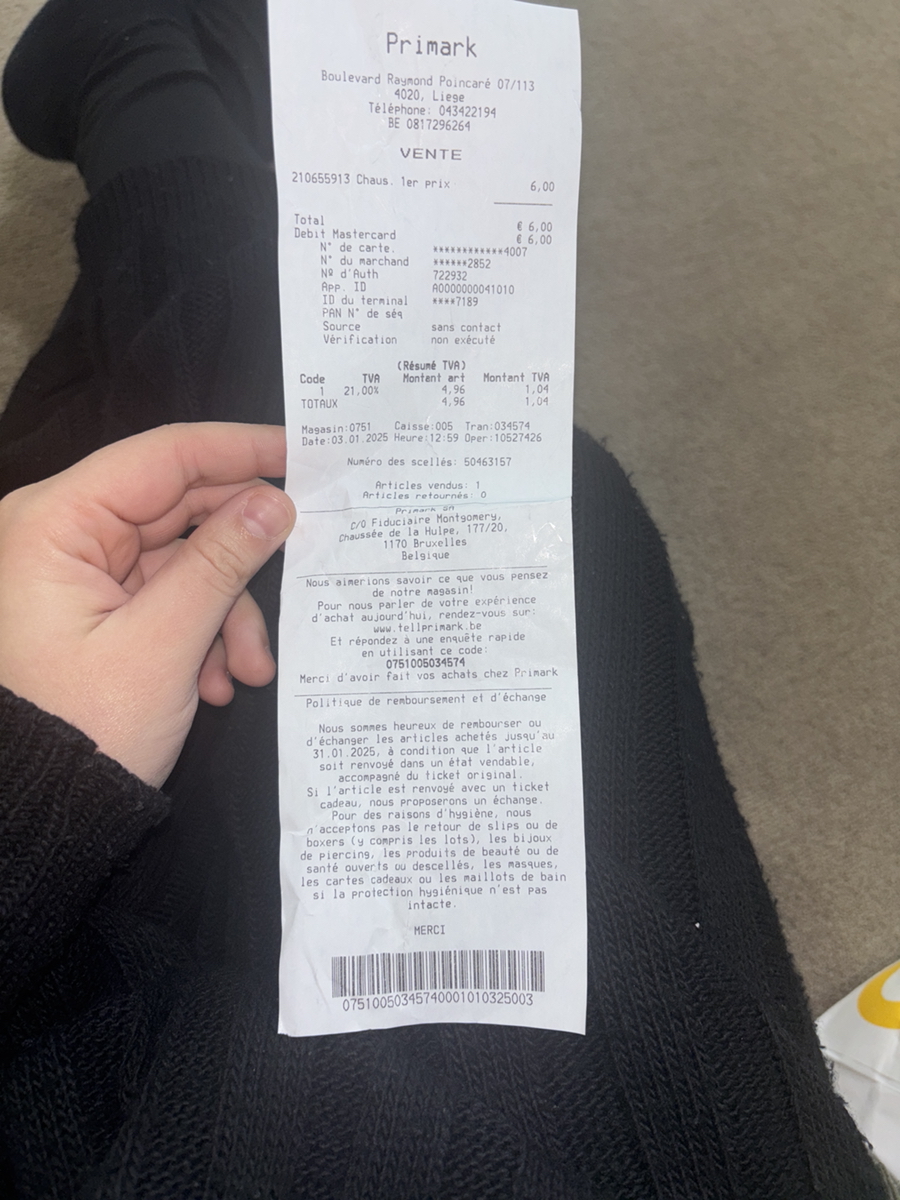 Primark
Boulevard Raymond Poincaré 07/113
4020, Liege
Téléphone: 043422194
BE 0817296264
VENTE
210655913 Chaus. 1er prix 6,00
Total € 6,00
Debit Mastercard € 6,00
N° de carte. ************4007
N° du marchand ******2852
Nº d'Auth 722932
App. ID A0000000041010
ID du terminal ****7189
PAN N° de séq
Source sans contact
Vérification non exécuté
(Résumé TVA)
Code TVA Montant art Montant TVA
1 21,00% 4,96 1,04
TOTAUX 4,96 1,04
Magasin:0751 Caisse:005 Tran:034574
Date:03.01.2025 Heure:12:59 Oper:10527426
Numéro des scellés: 50463157
Articles vendus: 1
Articles retournés: 0
Primark
C/O Fiduciaire Montgomery,
Chaussée de la Hulpe, 177/20,
1170 Bruxelles
Belgique
Nous aimerions savoir ce que vous pensez
de notre magasin!
Pour nous parler de votre expérience
d'achat aujourd'hui, rendez-vous sur:
www.tellprimark.be
Et répondez à une enquête rapide
en utilisant ce code:
0751005034574
Merci d'avoir fait vos achats chez Primark
Politique de remboursement et d'échange
Nous sommes heureux de rembourser ou
d'échanger les articles achetés jusqu'au
31.01.2025, à condition que l'article
soit renvoyé dans un état vendable,
accompagné du ticket original.
Si l'article est renvoyé avec un ticket
cadeau, nous proposerons un échange.
Pour des raisons d'hygiène, nous
n'acceptons pas le retour de slips ou de
boxers (y compris les lots), les bijoux
de piercing, les produits de beauté ou de
santé ouverts ou descellés, les masques,
les cartes cadeaux ou les maillots de bain
si la protection hygiénique n'est pas
intacte.
MERCI
07510050345740001010325003